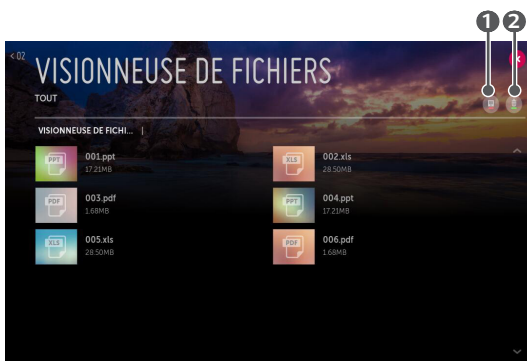 1 2
< 02
VISIONNEUSE DE FICHIERS
TOUT
VISIONNEUSE DE FICHI... |
PPT 001.ppt
17.21MB
XLS 002.xls
28.50MB
PDF 003.pdf
1.68MB
PPT 004.ppt
17.21MB
XLS 005.xls
28.50MB
PDF 006.pdf
1.68MB